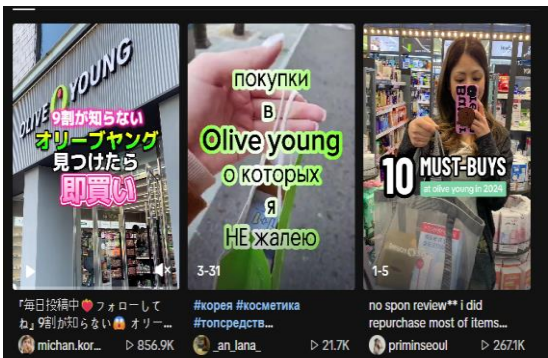 OLIVE YOUNG
9割が知らない
オリーブヤング
見つけたら
即買い
「毎日投稿中🍓フォローして
ね」9割が知らない😱 オリー...
michan.kor...
856.9K
покупки
в
Olive young
о которых
я
НЕ жалею
3-31
#корея #косметика
#топсредств...
_an_lana_
21.7K
10 MUST-BUYS
at olive young in 2024
1-5
no spon review** i did
repurchase most of items...
priminseoul
267.1K